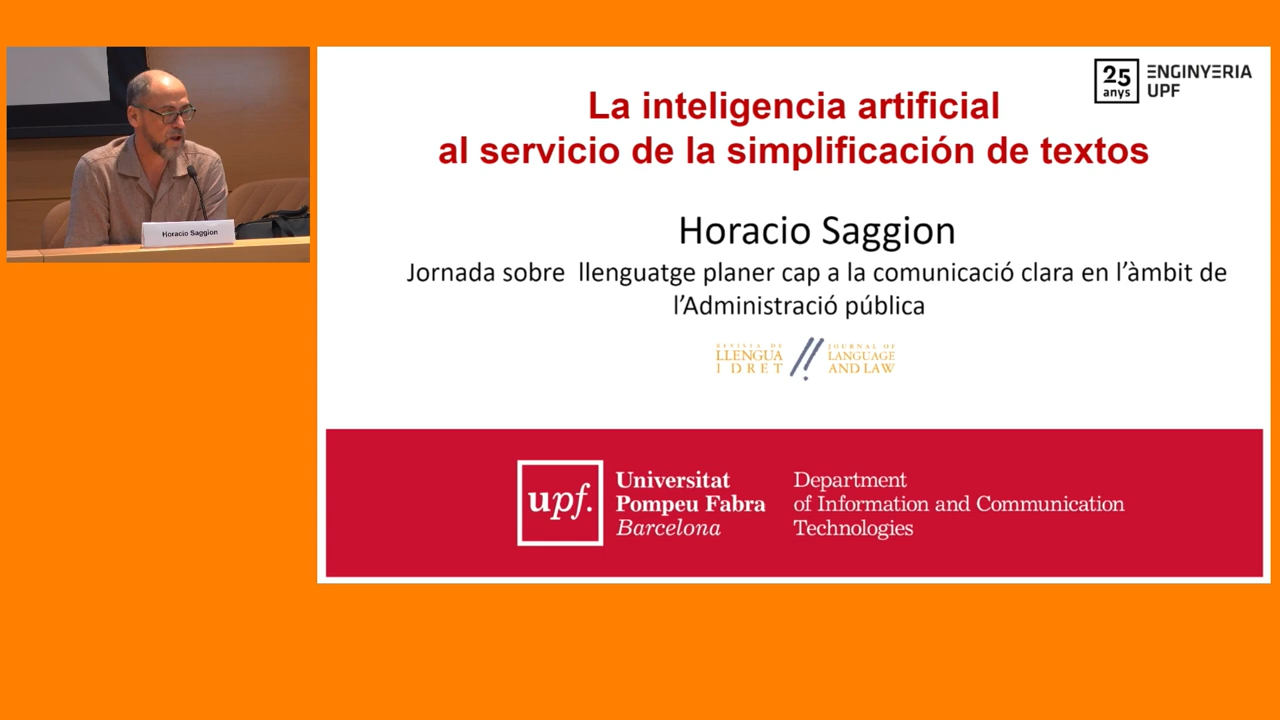 Horacio Saggion
25
anys
ENGINYERIA
UPF
La inteligencia artificial
al servicio de la simplificación de textos
Horacio Saggion
Jornada sobre llenguatge planer cap a la comunicació clara en l’àmbit de
l’Administració pública
REVISTA DE
LLENGUA
I DRET
JOURNAL OF
LANGUAGE
AND LAW
upf.
Universitat
Pompeu Fabra
Barcelona
Department
of Information and Communication
Technologies